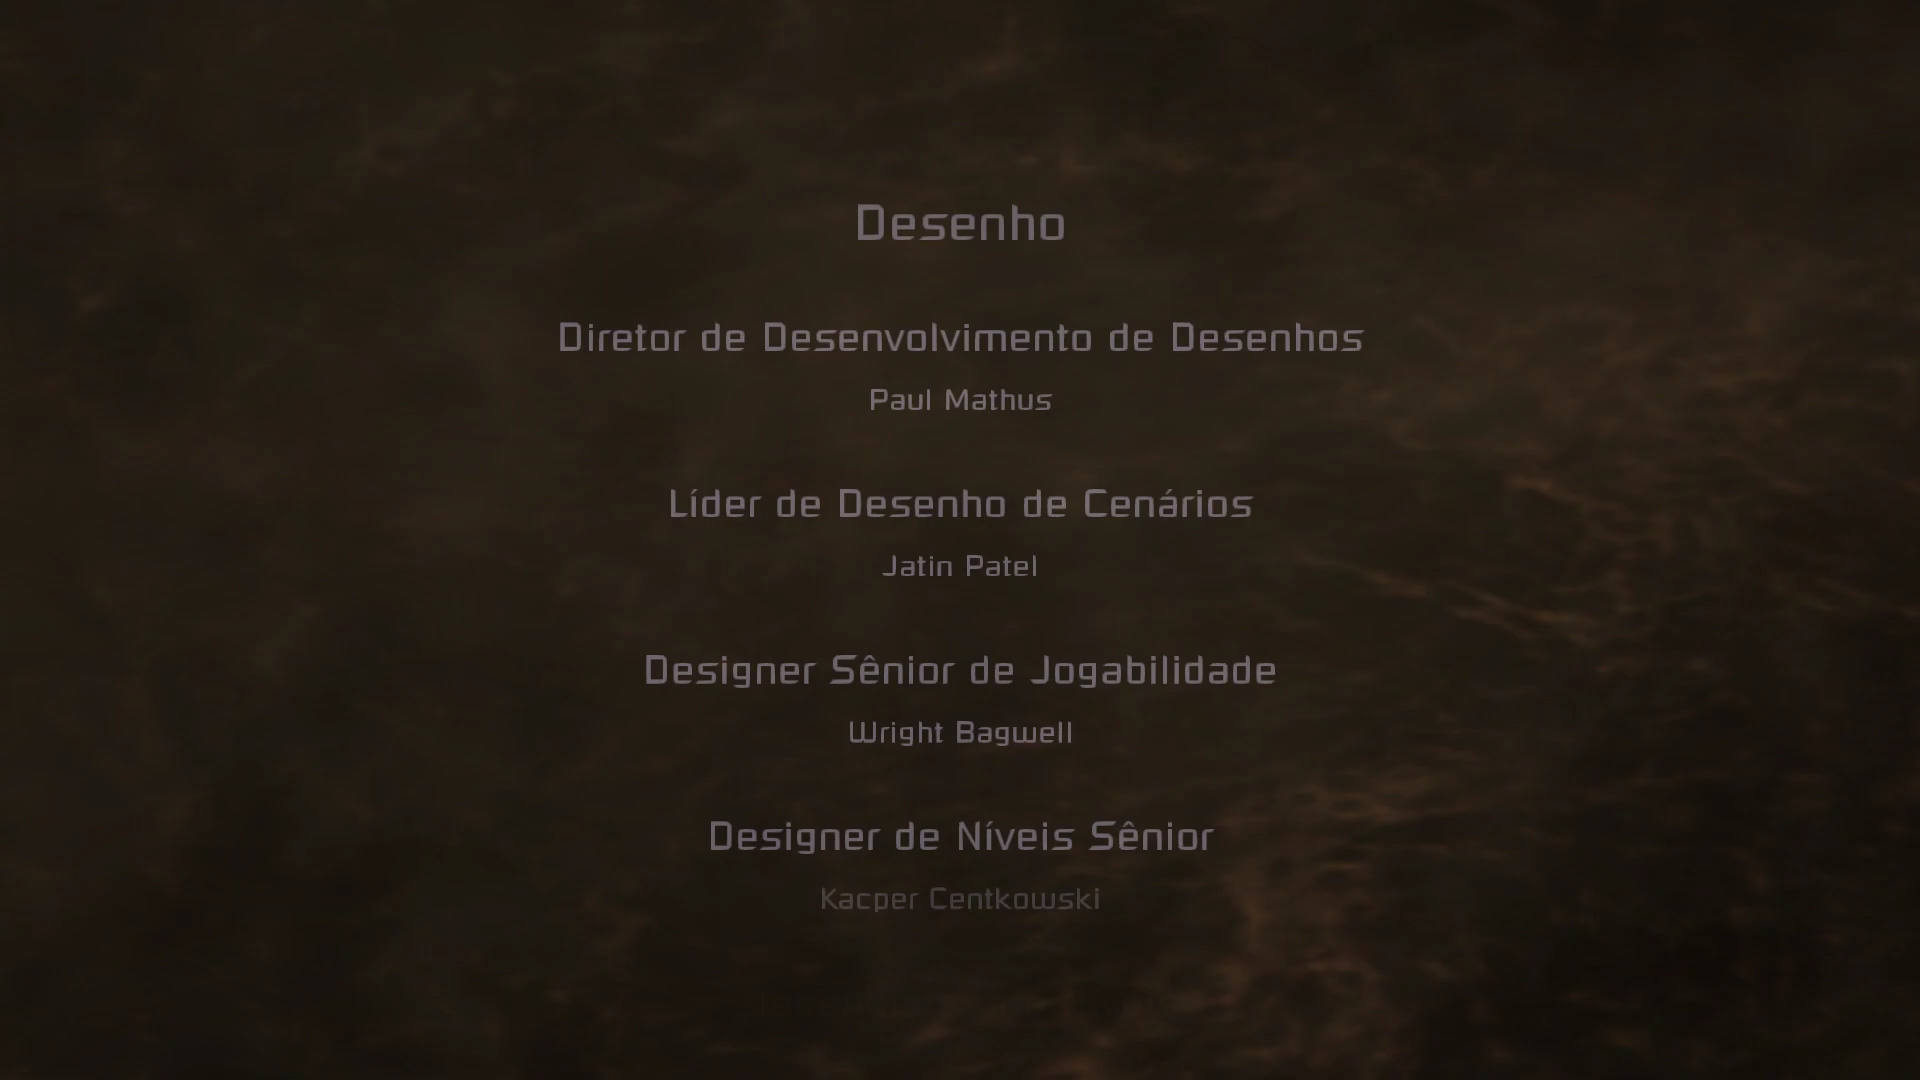 Desenho
Diretor de Desenvolvimento de Desenhos
Paul Mathus
Líder de Desenho de Cenários
Jatin Patel
Designer Sênior de Jogabilidade
Wright Bagwell
Designer de Níveis Sênior
Kacper Centkowski